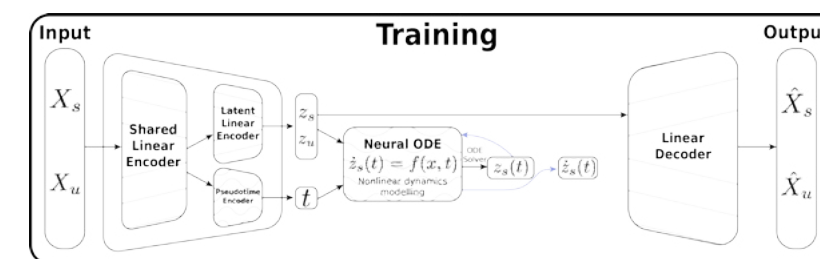 Training
Input
X_s
X_u
Shared
Linear
Encoder
Latent
Linear
Encoder
Pseudotime
Encoder
z_s
z_u
t
Neural ODE
ż_s(t) = f(x, t)
Nonlinear dynamics
modelling
ODE
Solver
z_s(t)
ż_s(t)
Linear
Decoder
Outpu
X̂_s
X̂_u